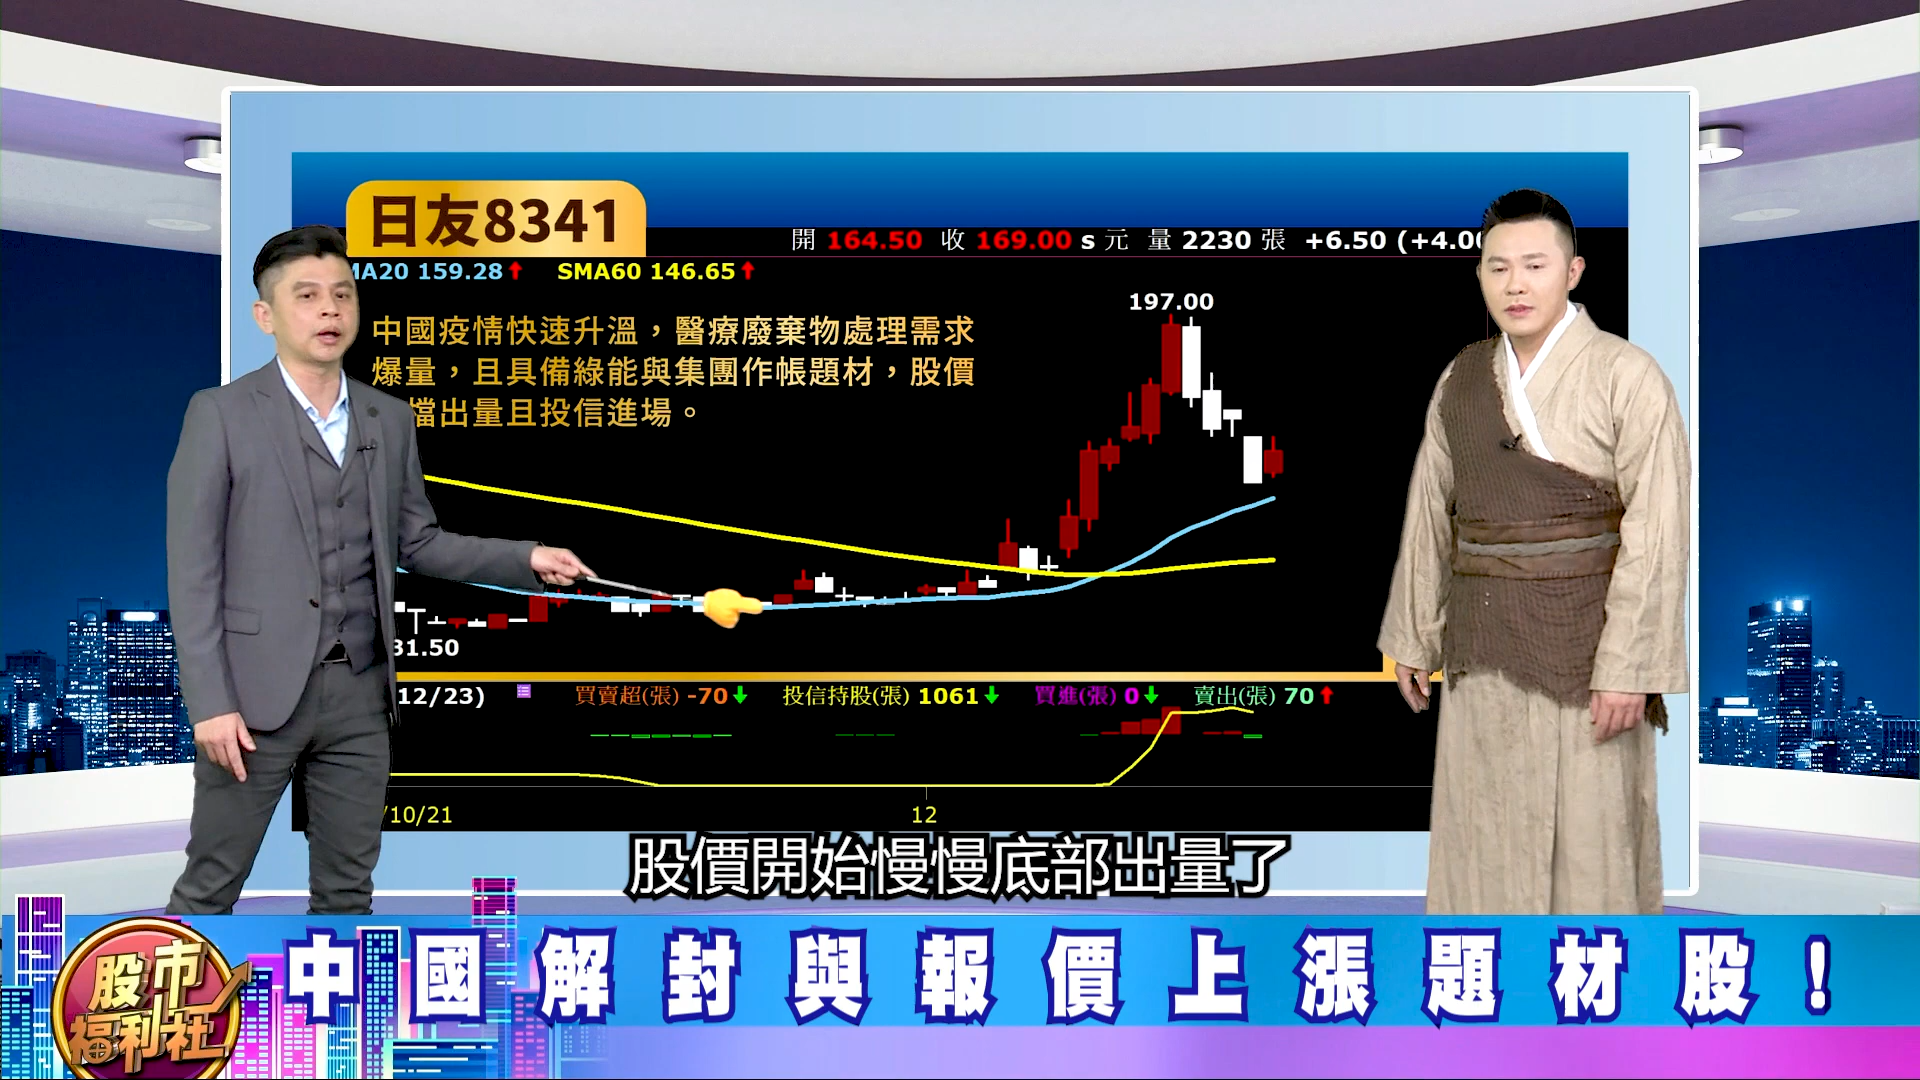 日友8341
開 164.50 收 169.00 s 元 量 2230 張 +6.50 (+4.0
MA20 159.28↑ SMA60 146.65↑
197.00
中國疫情快速升溫，醫療廢棄物處理需求
爆量，且具備綠能與集團作帳題材，股價
檔出量且投信進場。
31.50
12/23) 買賣超(張) -70↓ 投信持股(張) 1061↓ 買進(張) 0↓ 賣出(張) 70↑
/10/21
12
股價開始慢慢底部出量了
中國解封與報價上漲題材股！
股市
福利社